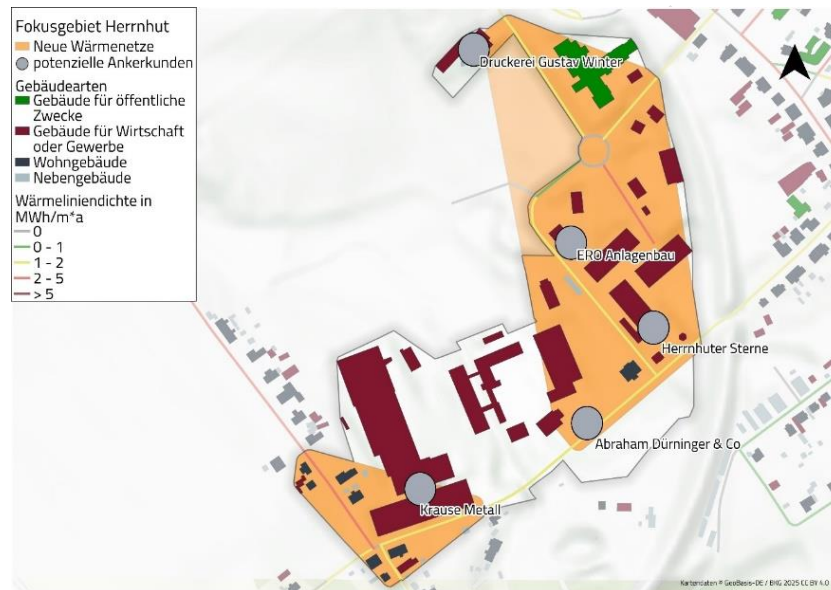 Fokusgebiet Herrnhut
Neue Wärmenetze
potenzielle Ankerkunden
Gebäudearten
Gebäude für öffentliche
Zwecke
Gebäude für Wirtschaft
oder Gewerbe
Wohngebäude
Nebengebäude
Wärmeliniendichte in
MWh/m*a
0
0 - 1
1 - 2
2 - 5
> 5
Druckerei Gustav Winter
ERO Anlagenbau
Herrnhuter Sterne
Abraham Dürninger & Co
Krause Metall
Kartendaten © GeoBasis-DE / BKG 2025 CC BY 4.0